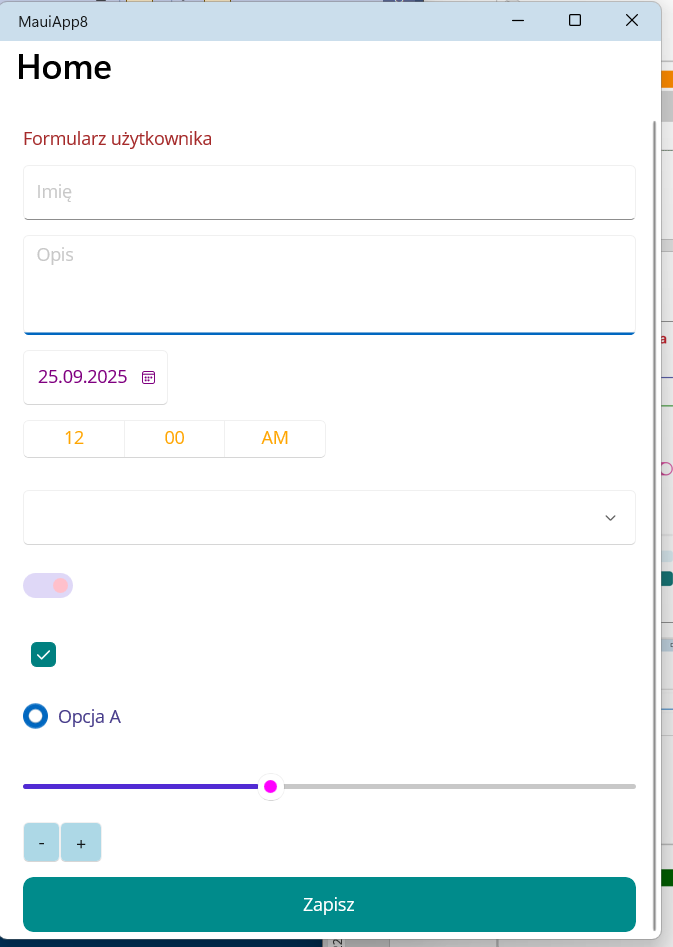 MauiApp8
Home
Formularz użytkownika
Imię
Opis
25.09.2025
12 00 AM
Opcja A
- +
Zapisz